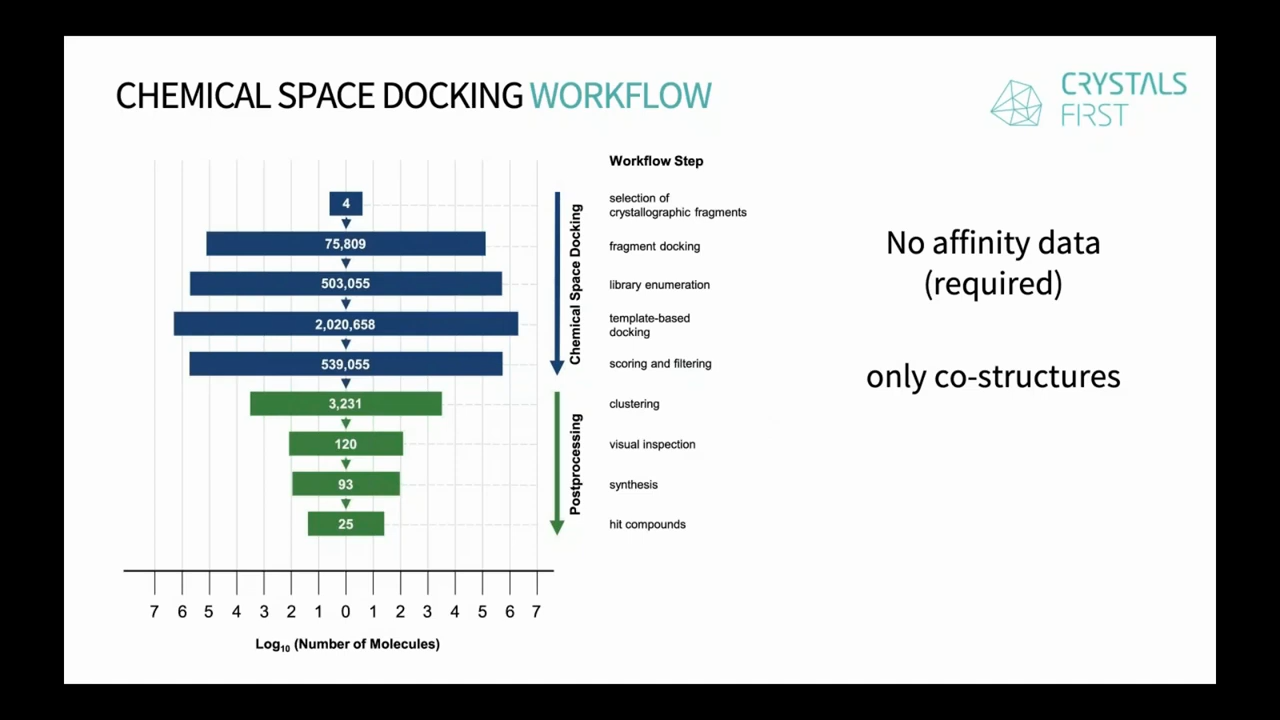 CHEMICAL SPACE DOCKING WORKFLOW
CRYSTALS
FIRST
Workflow Step
4
selection of
crystallographic fragments
75,809
fragment docking
503,055
library enumeration
2,020,658
template-based
docking
539,055
scoring and filtering
Chemical Space Docking
3,231
clustering
120
visual inspection
93
synthesis
25
hit compounds
Postprocessing
7 6 5 4 3 2 1 0 1 2 3 4 5 6 7
Log10 (Number of Molecules)
No affinity data
(required)
only co-structures